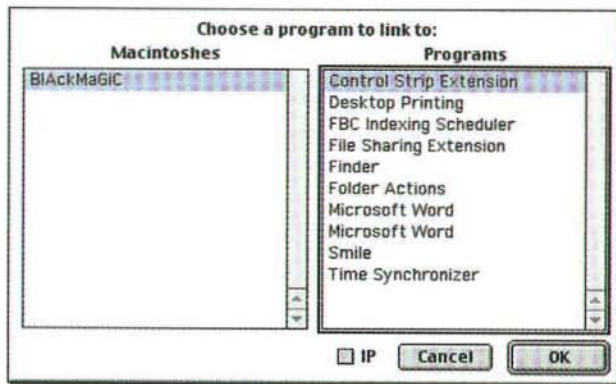 Choose a program to link to:
Macintoshes
Programs
BlAckMaGiC
Control Strip Extension
Desktop Printing
FBC Indexing Scheduler
File Sharing Extension
Finder
Folder Actions
Microsoft Word
Microsoft Word
Smile
Time Synchronizer
IP
Cancel
OK